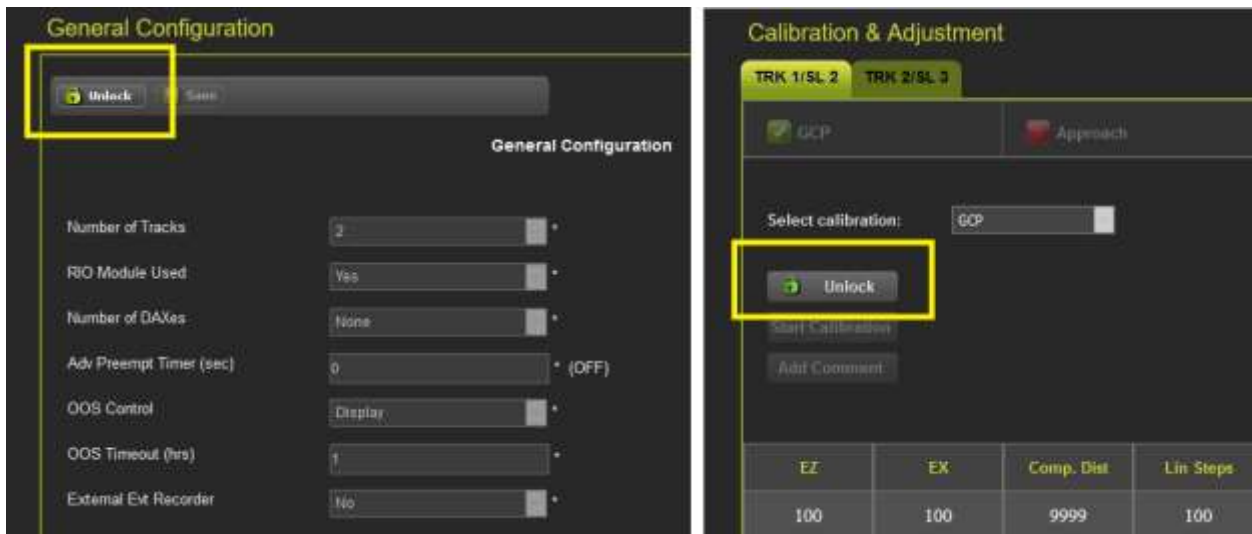 General Configuration
Unlock Save
General Configuration
Number of Tracks 2 *
RIO Module Used Yes *
Number of DAXes None *
Adv Preempt Timer (sec) 0 * (OFF)
OOS Control Display *
OOS Timeout (hrs) 1 *
External Evt Recorder No *
Calibration & Adjustment
TRK 1/SL 2 TRK 2/SL 3
GCP Approach
Select calibration: GCP
Unlock
Start Calibration
Add Comment
EZ EX Comp. Dist Lin Steps
100 100 9999 100